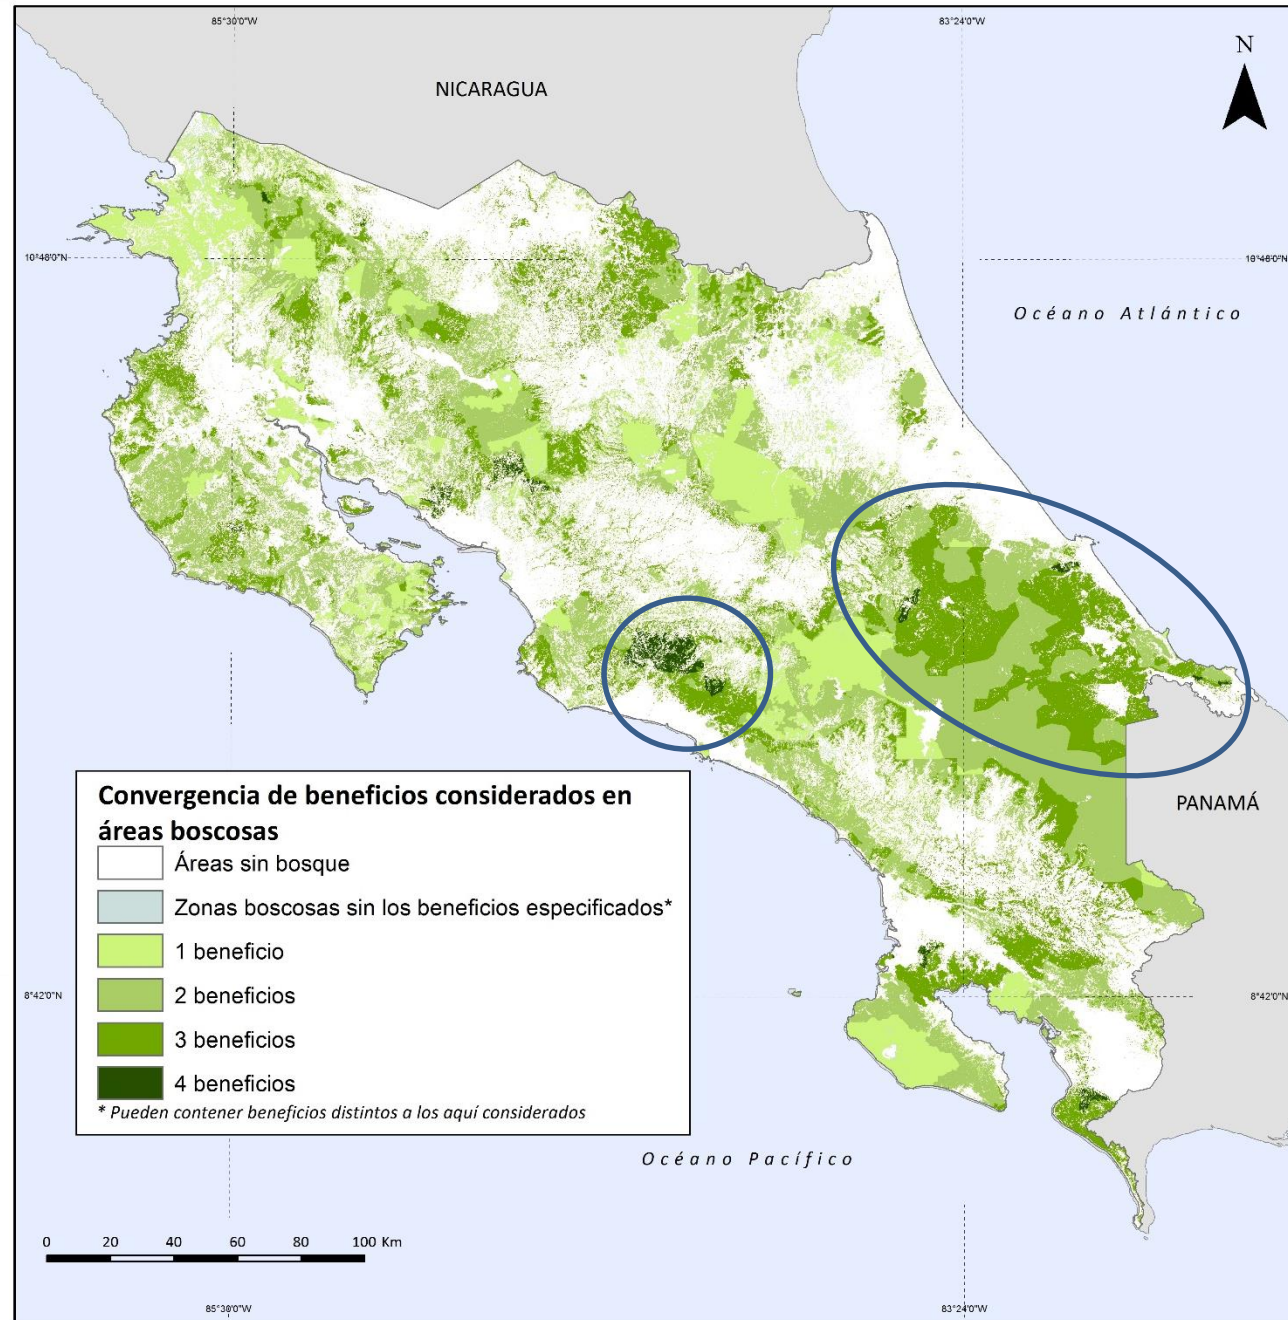 85°30'0"W
83°24'0"W
N
NICARAGUA
10°48'0"N
10°48'0"N
Océano Atlántico
PANAMÁ
Convergencia de beneficios considerados en
áreas boscosas
Áreas sin bosque
Zonas boscosas sin los beneficios especificados*
1 beneficio
2 beneficios
3 beneficios
4 beneficios
* Pueden contener beneficios distintos a los aquí considerados
8°42'0"N
8°42'0"N
Océano Pacífico
0 20 40 60 80 100 Km
85°30'0"W
83°24'0"W